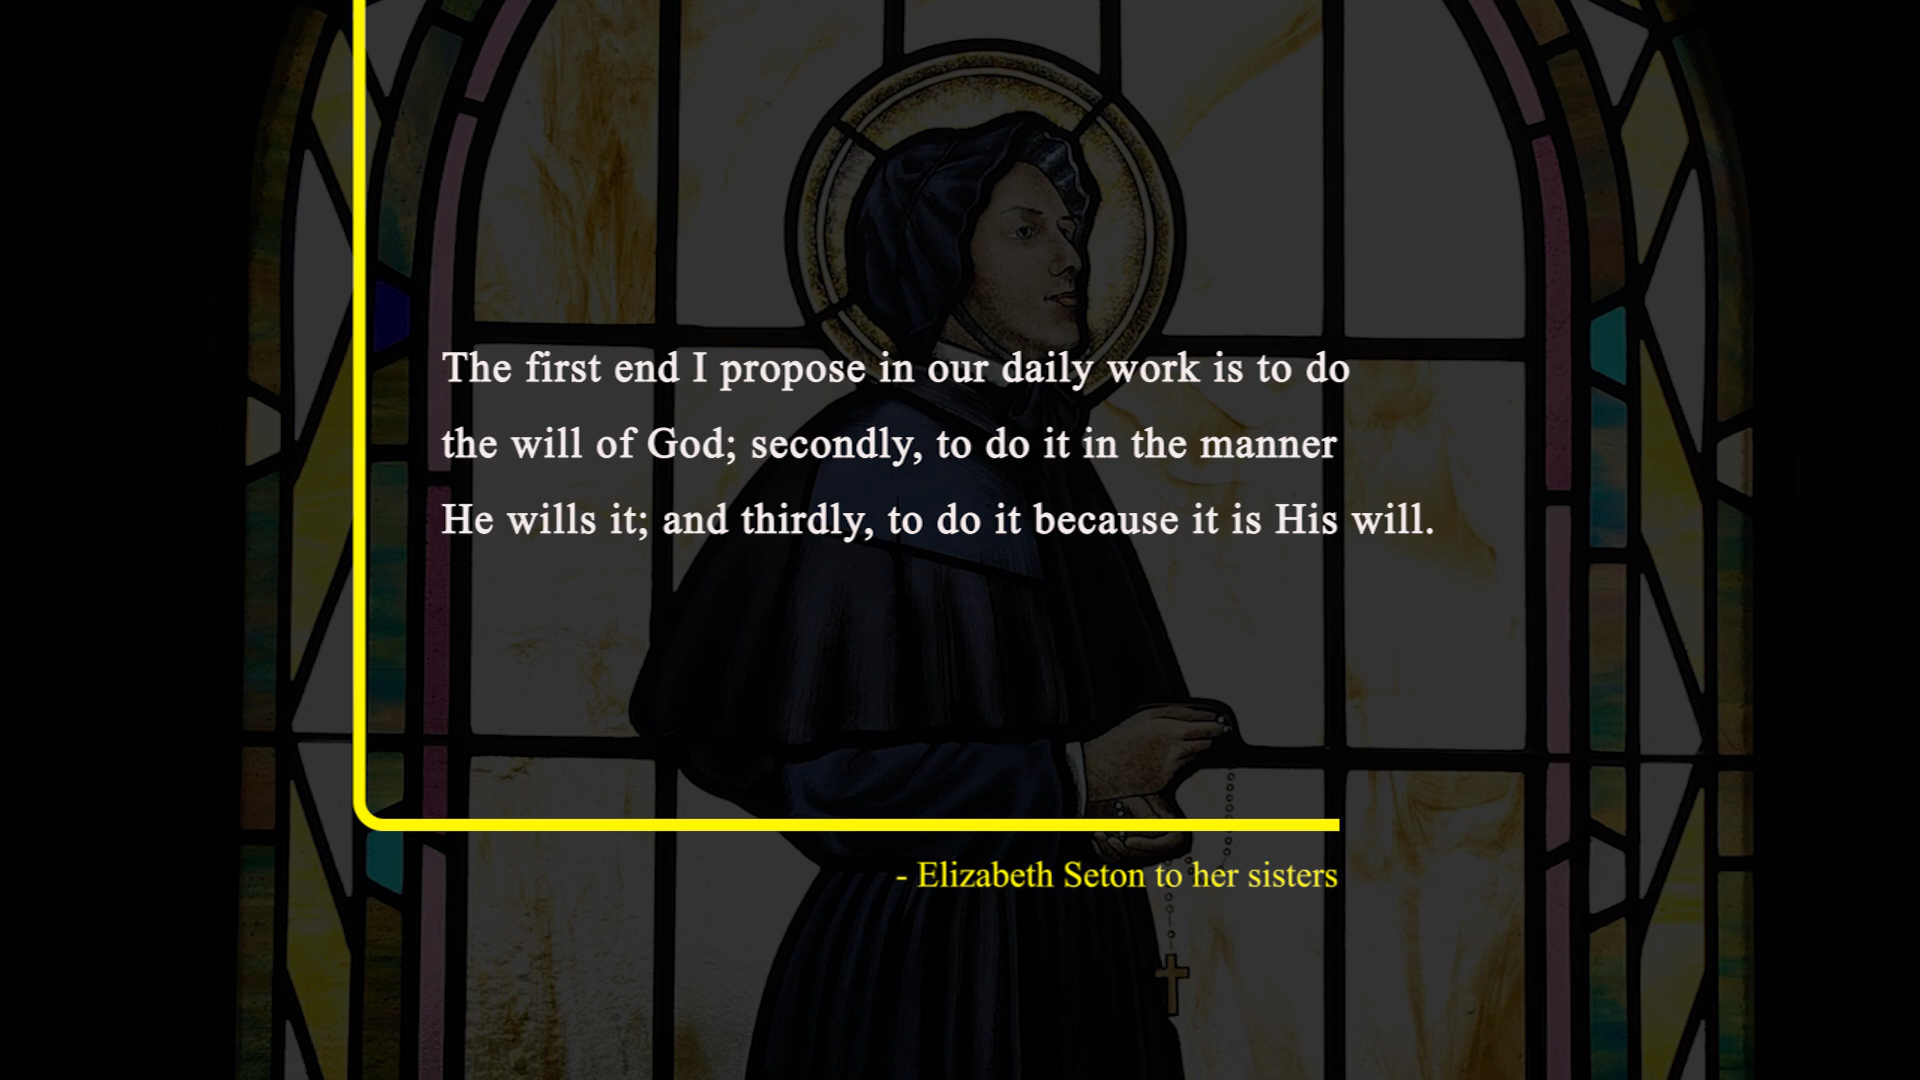 The first end I propose in our daily work is to do
the will of God; secondly, to do it in the manner
He wills it; and thirdly, to do it because it is His will.
- Elizabeth Seton to her sisters